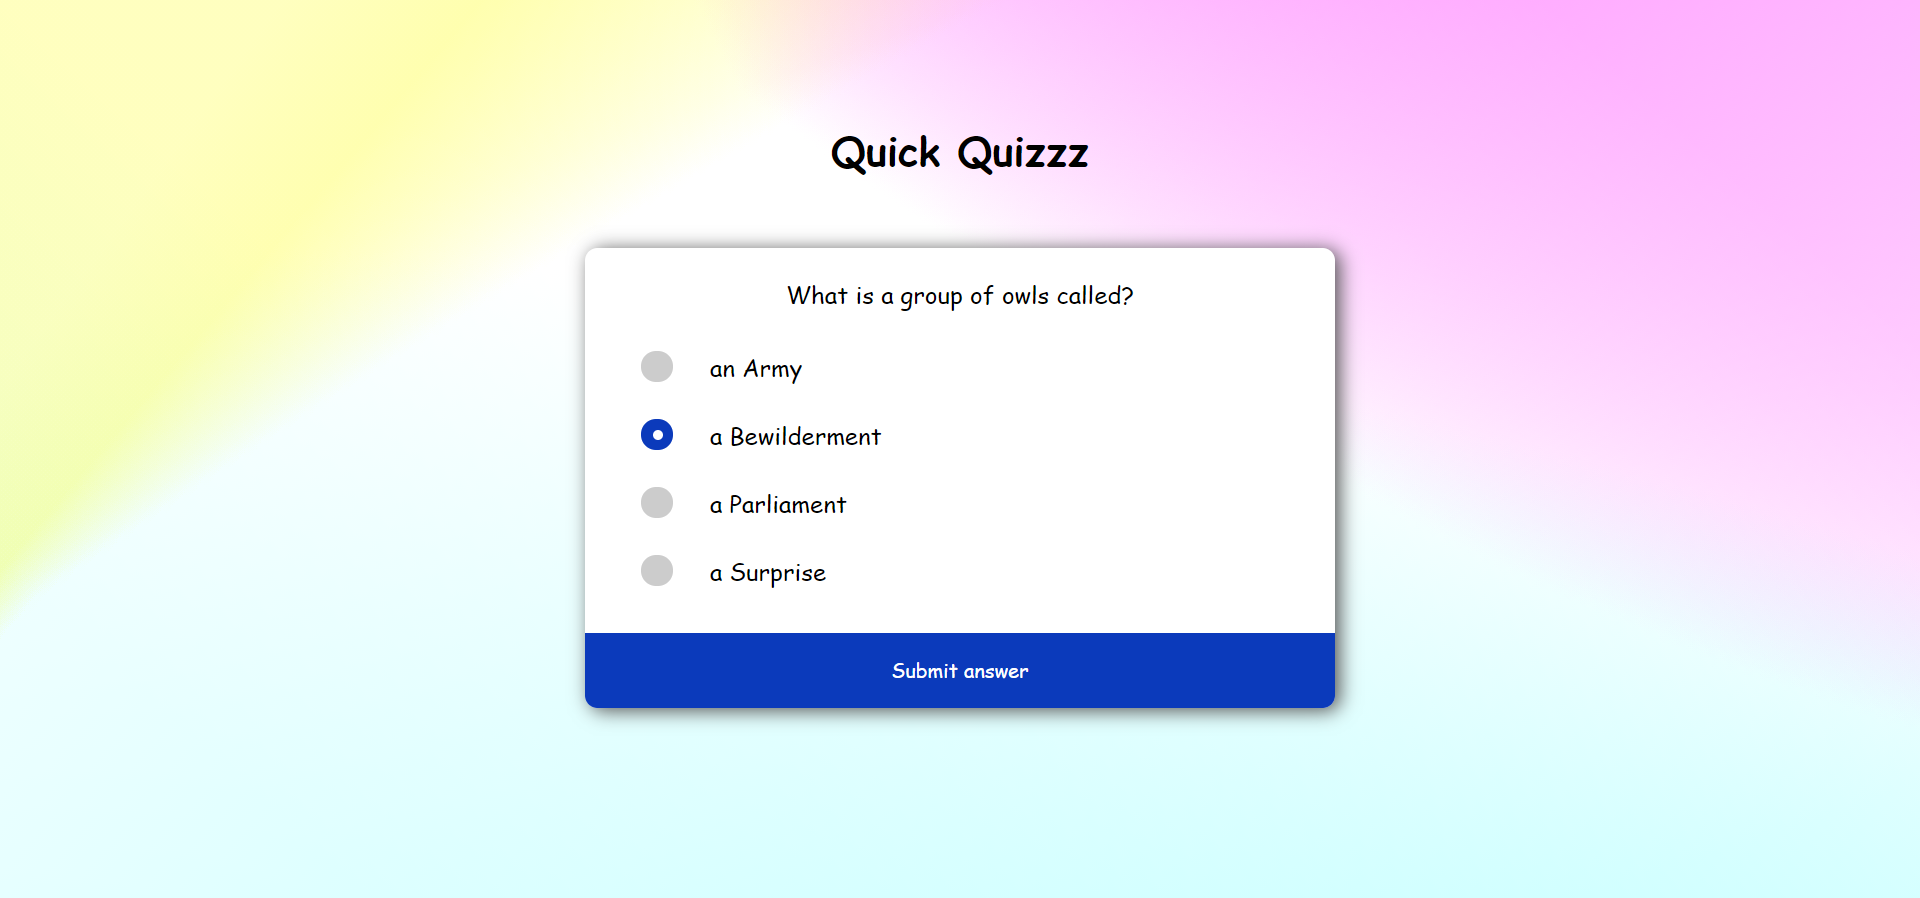 Quick Quizzz
What is a group of owls called?
an Army
a Bewilderment
a Parliament
a Surprise
Submit answer